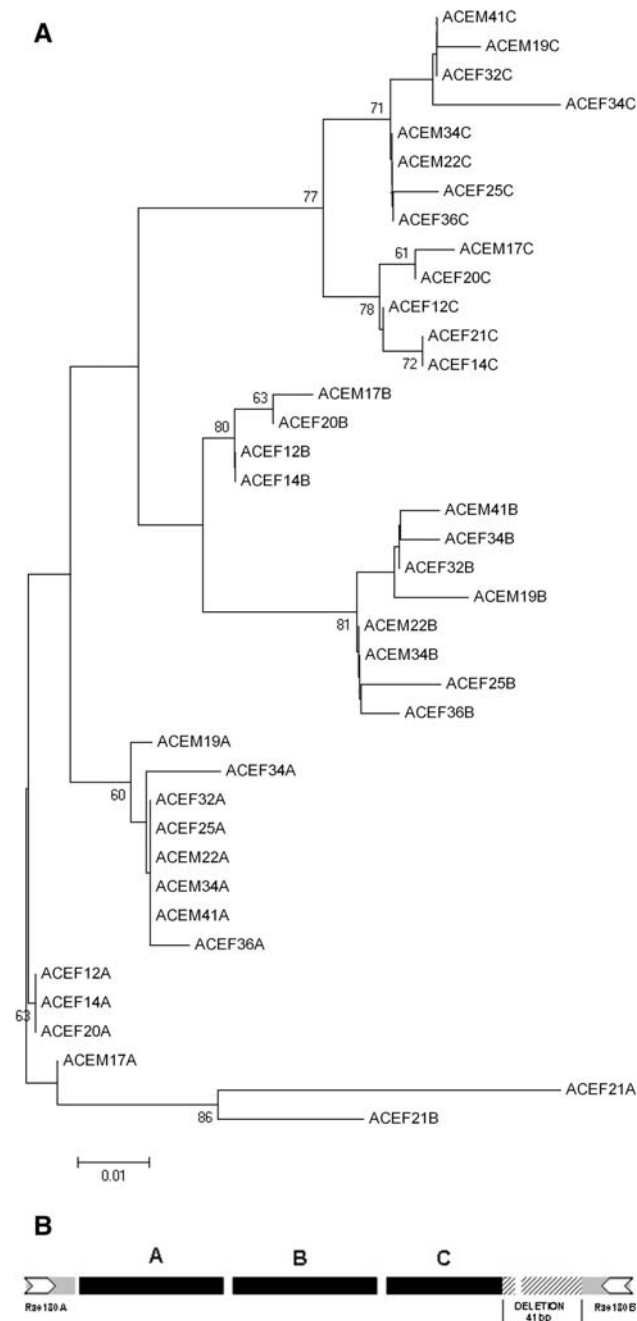 A
ACEM41C
ACEM19C
ACEF32C
ACEF34C
71
ACEM34C
ACEM22C
ACEF25C
ACEF36C
77
ACEM17C
61
ACEF20C
ACEF12C
78
ACEF21C
72
ACEF14C
ACEM17B
63
ACEF20B
80
ACEF12B
ACEF14B
ACEM41B
ACEF34B
ACEF32B
ACEM19B
81
ACEM22B
ACEM34B
ACEF25B
ACEF36B
ACEM19A
ACEF34A
60
ACEF32A
ACEF25A
ACEM22A
ACEM34A
ACEM41A
ACEF36A
ACEF12A
ACEF14A
63
ACEF20A
ACEM17A
ACEF21A
86
ACEF21B
0.01
B
A B C
DELETION
41bp